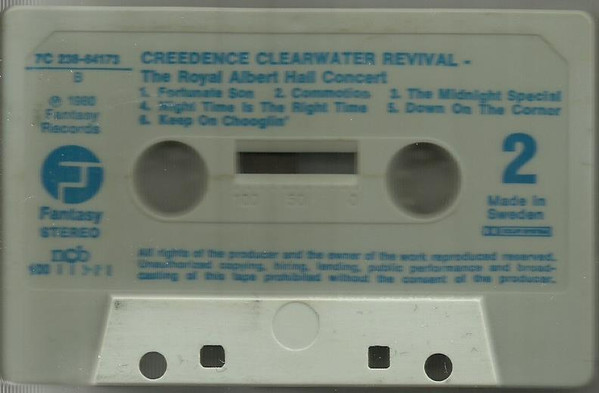 7C 238-64173
B
CREEDENCE CLEARWATER REVIVAL -
The Royal Albert Hall Concert
1. Fortunate Son 2. Commotion 3. The Midnight Special
4. Night Time Is The Right Time 5. Down On The Corner
6. Keep On Chooglin'
℗ 1980
Fantasy
Records
Fantasy
STEREO
ncb
100
100 50 0
2
Made in
Sweden
All rights of the producer and the owner of the work reproduced reserved.
Unauthorized copying, hiring, lending, public performance and broad-
casting of this tape prohibited without the consent of the producer.